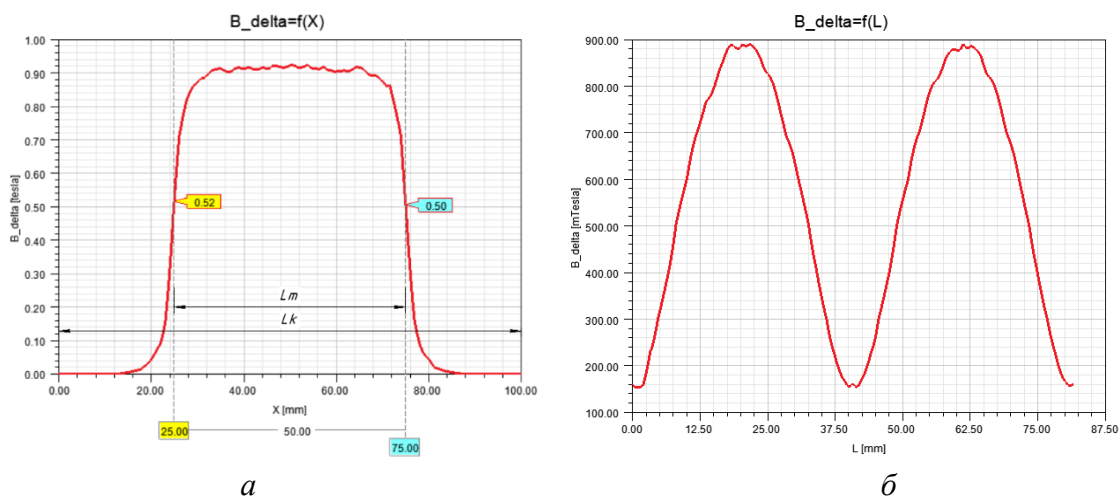 B_delta=f(X)
1.00
0.90
0.80
0.70
0.60
0.50
0.40
0.30
0.20
0.10
0.00
B_delta [tesla]
0.52
0.50
Lm
Lk
0.00 20.00 40.00 60.00 80.00 100.00
X [mm]
25.00 50.00 75.00
а
B_delta=f(L)
900.00
800.00
700.00
600.00
500.00
400.00
300.00
200.00
100.00
B_delta [mTesla]
0.00 12.50 25.00 37.50 50.00 62.50 75.00 87.50
L [mm]
б